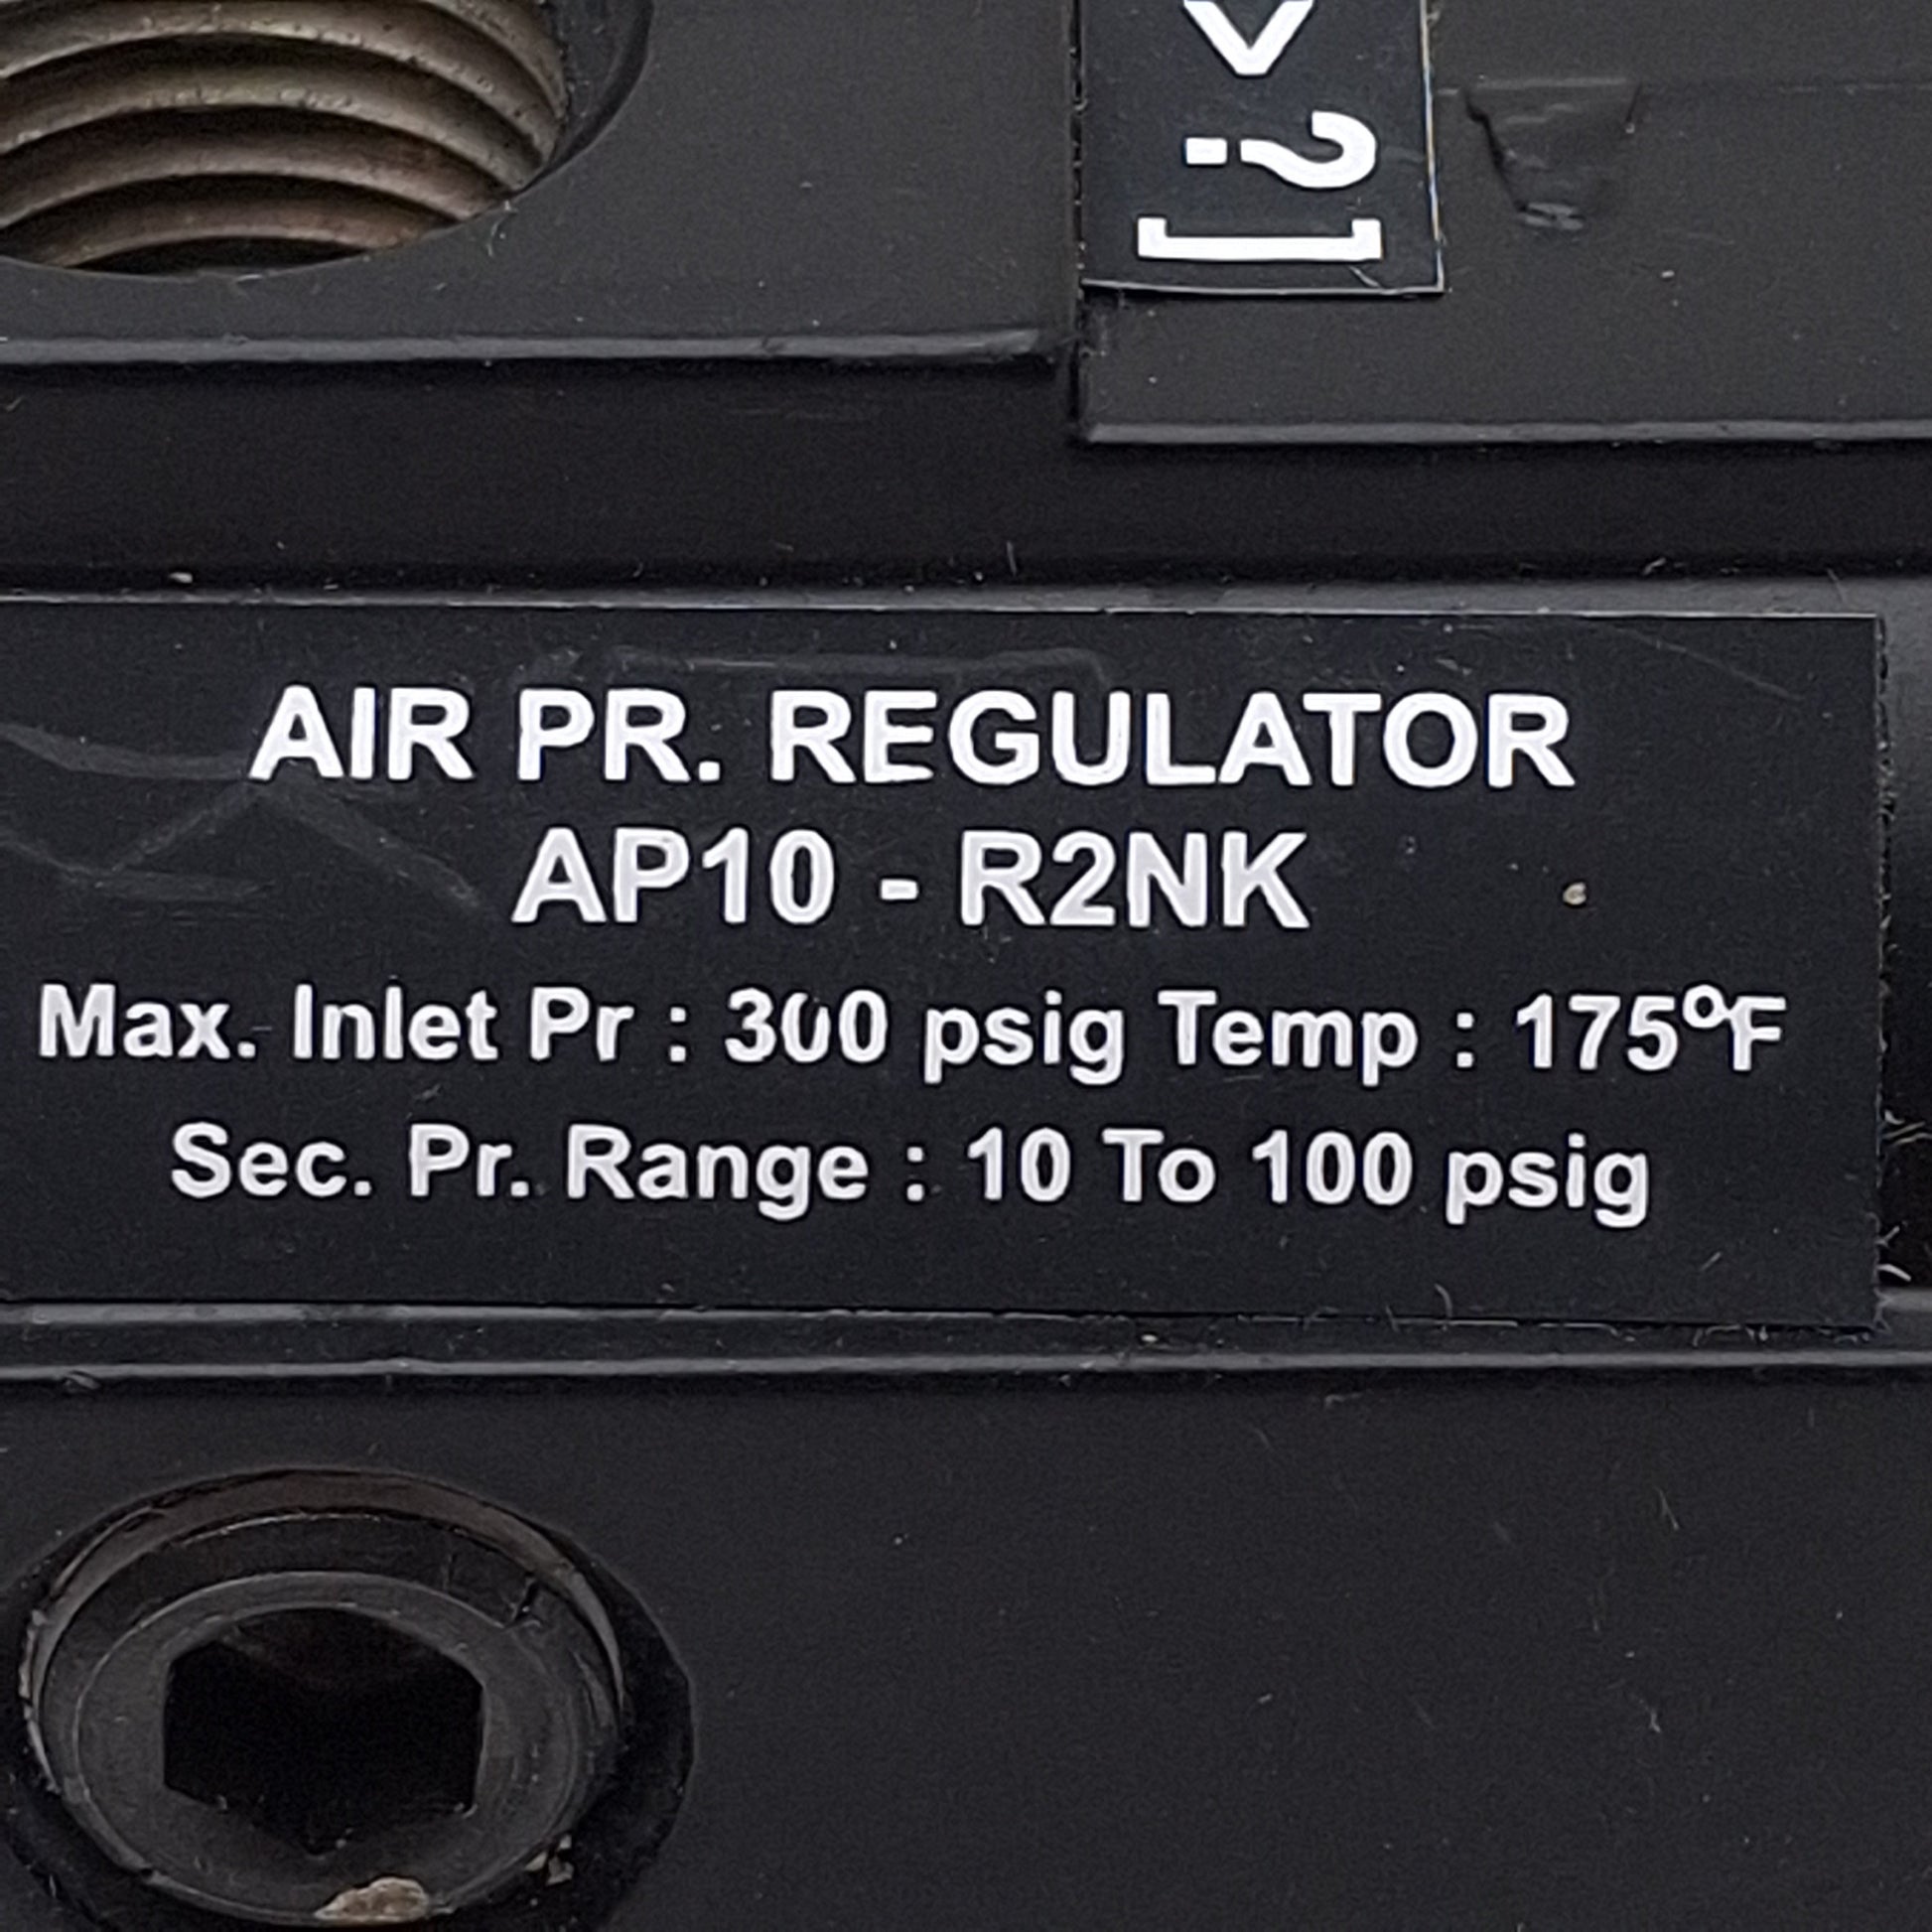 >?]
AIR PR. REGULATOR
AP10 - R2NK
Max. Inlet Pr : 300 psig Temp : 175°F
Sec. Pr. Range : 10 To 100 psig